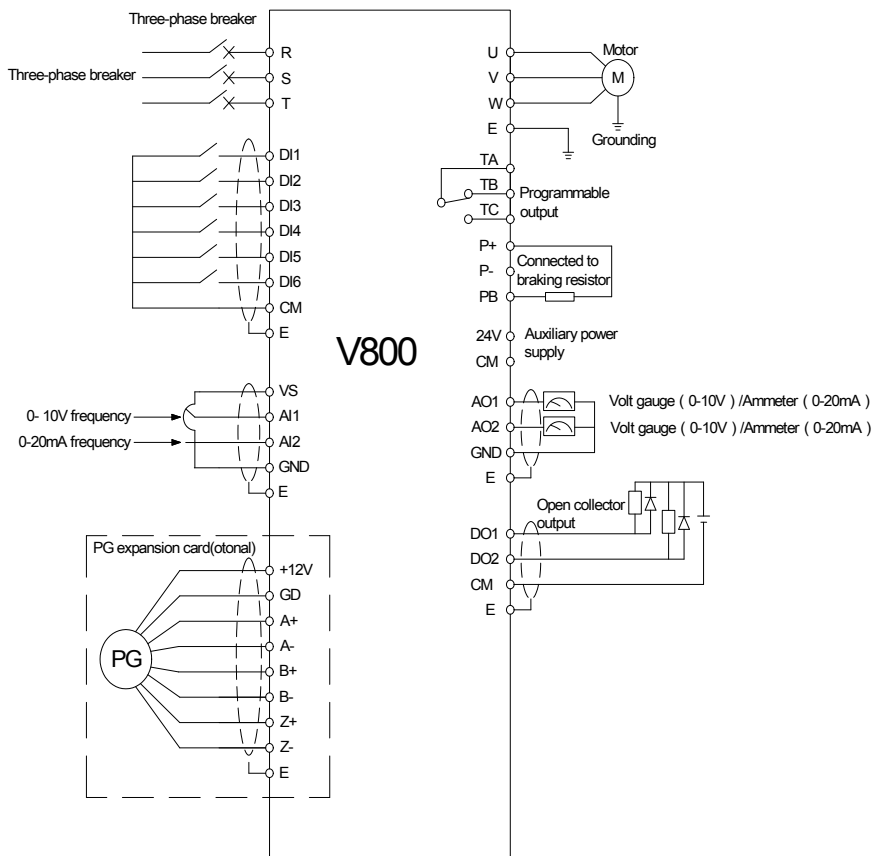 Three-phase breaker
Three-phase breaker
R
S
T
DI1
DI2
DI3
DI4
DI5
DI6
CM
E
VS
0- 10V frequency
AI1
0-20mA frequency
AI2
GND
E
PG expansion card(otonal)
PG
+12V
GD
A+
A-
B+
B-
Z+
Z-
E
V800
U
V
W
E
Motor
M
Grounding
TA
TB
TC
Programmable
output
P+
P-
PB
Connected to
braking resistor
24V
CM
Auxiliary power
supply
AO1
Volt gauge ( 0-10V ) /Ammeter ( 0-20mA )
AO2
Volt gauge ( 0-10V ) /Ammeter ( 0-20mA )
GND
E
Open collector
output
DO1
DO2
CM
E